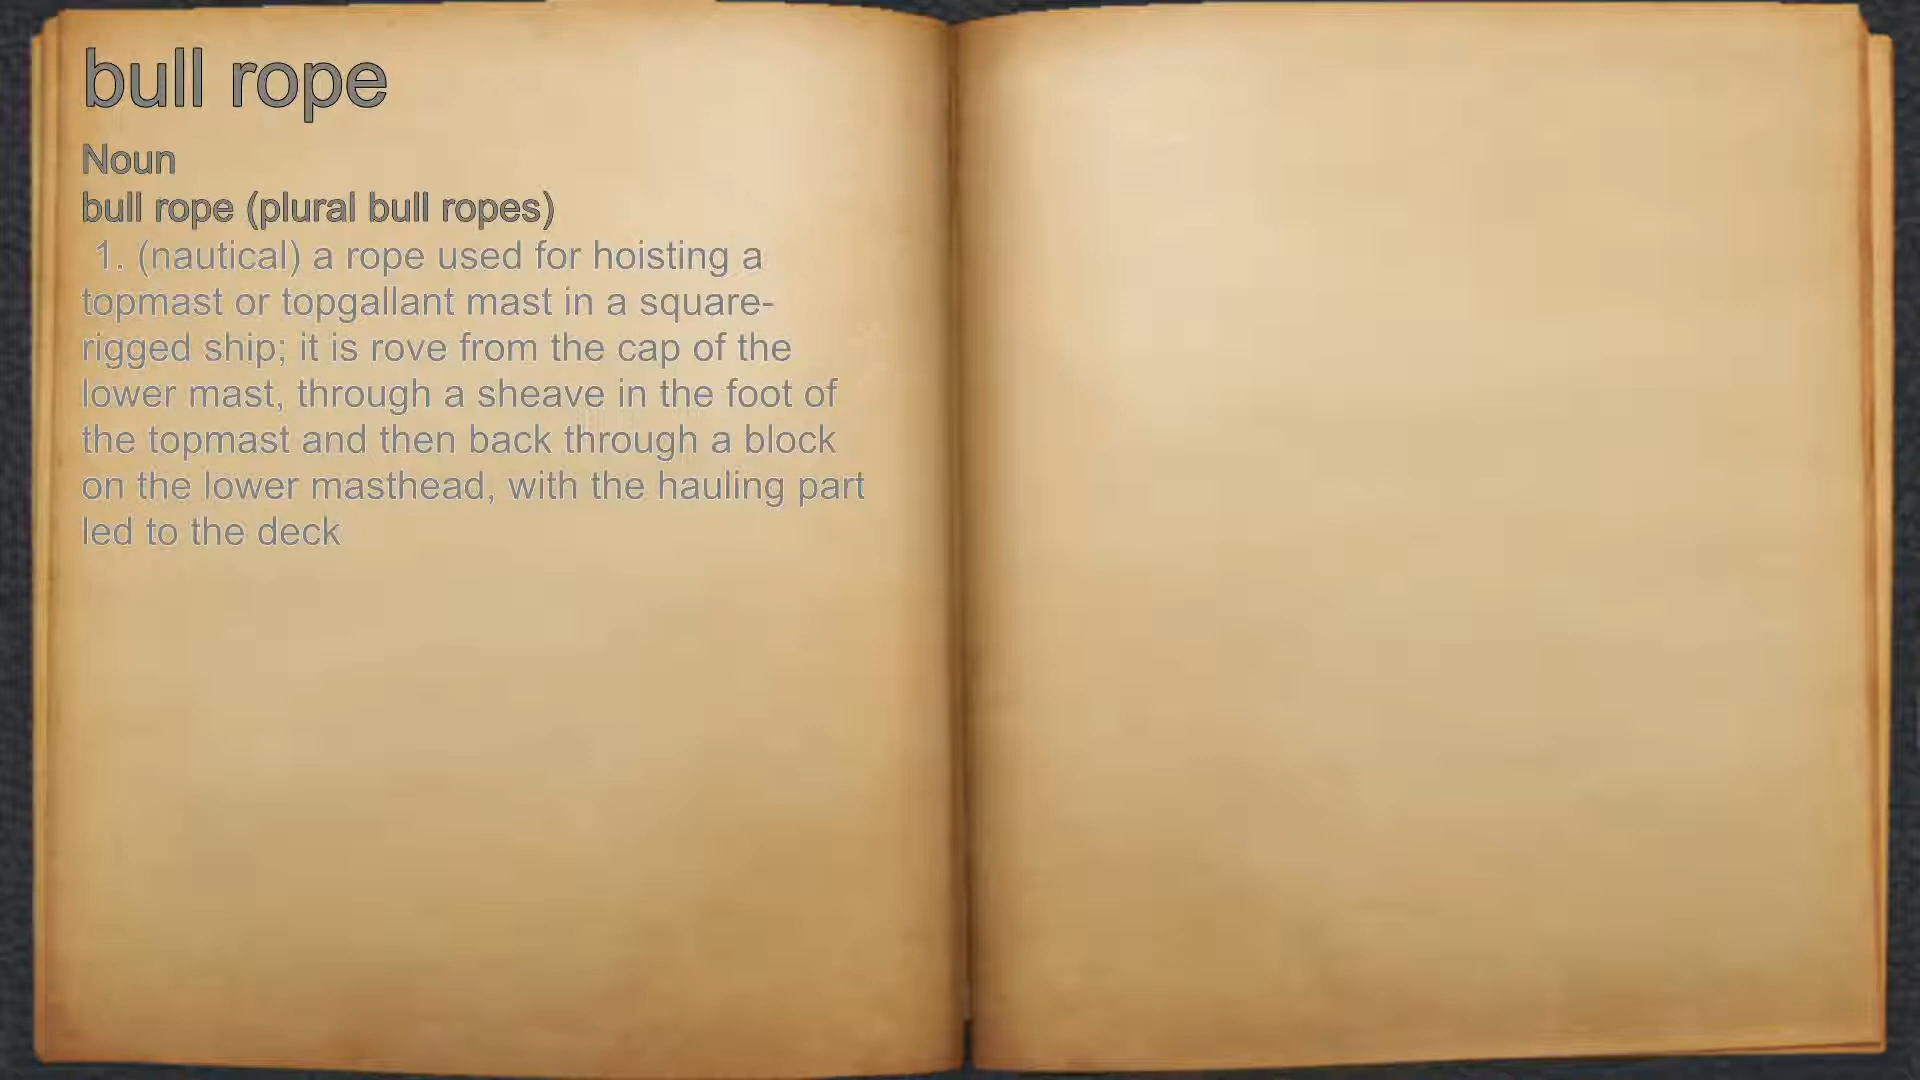 bull rope
Noun
bull rope (plural bull ropes)
1. (nautical) a rope used for hoisting a
topmast or topgallant mast in a square-
rigged ship; it is rove from the cap of the
lower mast, through a sheave in the foot of
the topmast and then back through a block
on the lower masthead, with the hauling part
led to the deck